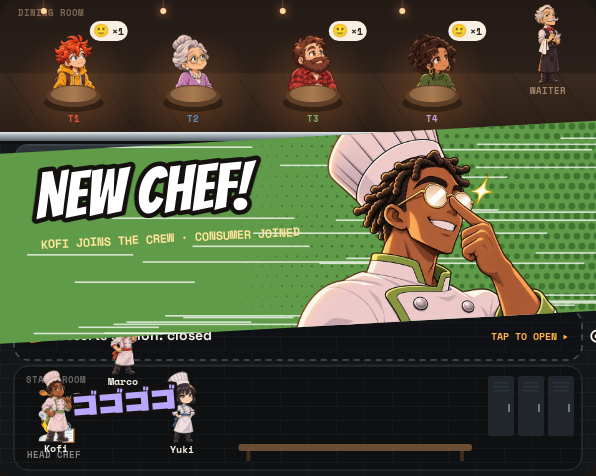 DINING ROOM
×1
×1
×1
T1
T2
T3
T4
WAITER
NEW CHEF!
KOFI JOINS THE CREW · CONSUMER JOINED
closed
TAP TO OPEN ▸
Marco
ゴゴゴゴ
Kofi
Yuki
HEAD CHEF